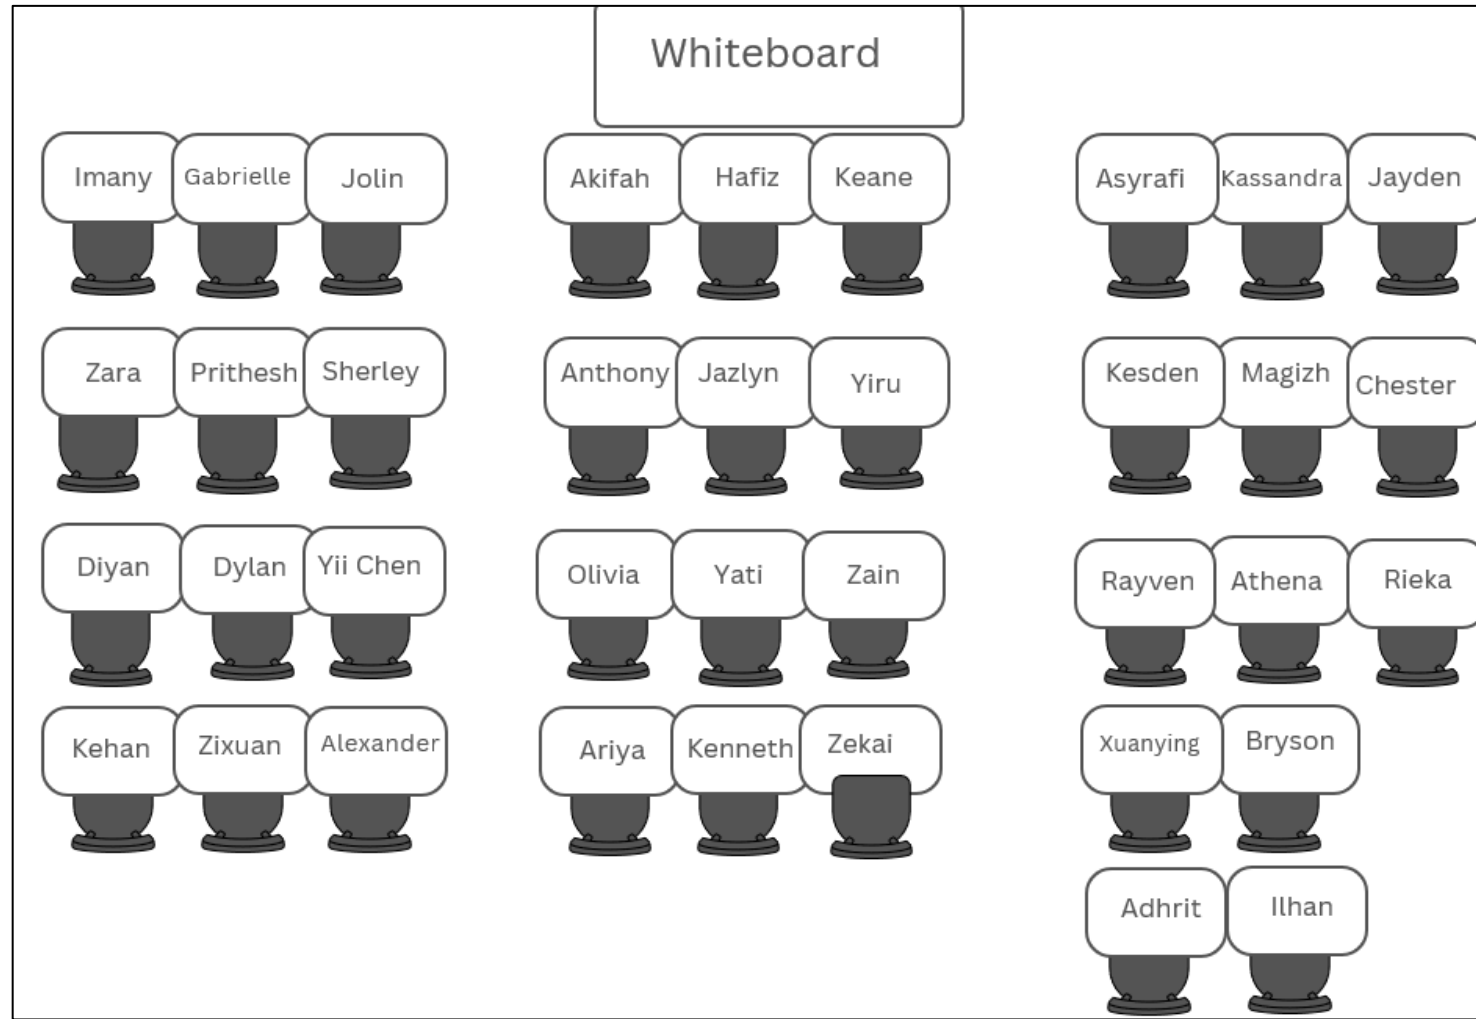 Whiteboard
Imany Gabrielle Jolin Akifah Hafiz Keane Asyrafi Kassandra Jayden
Zara Prithesh Sherley Anthony Jazlyn Yiru Kesden Magizh Chester
Diyan Dylan Yii Chen Olivia Yati Zain Rayven Athena Rieka
Kehan Zixuan Alexander Ariya Kenneth Zekai Xuanying Bryson
Adhrit Ilhan